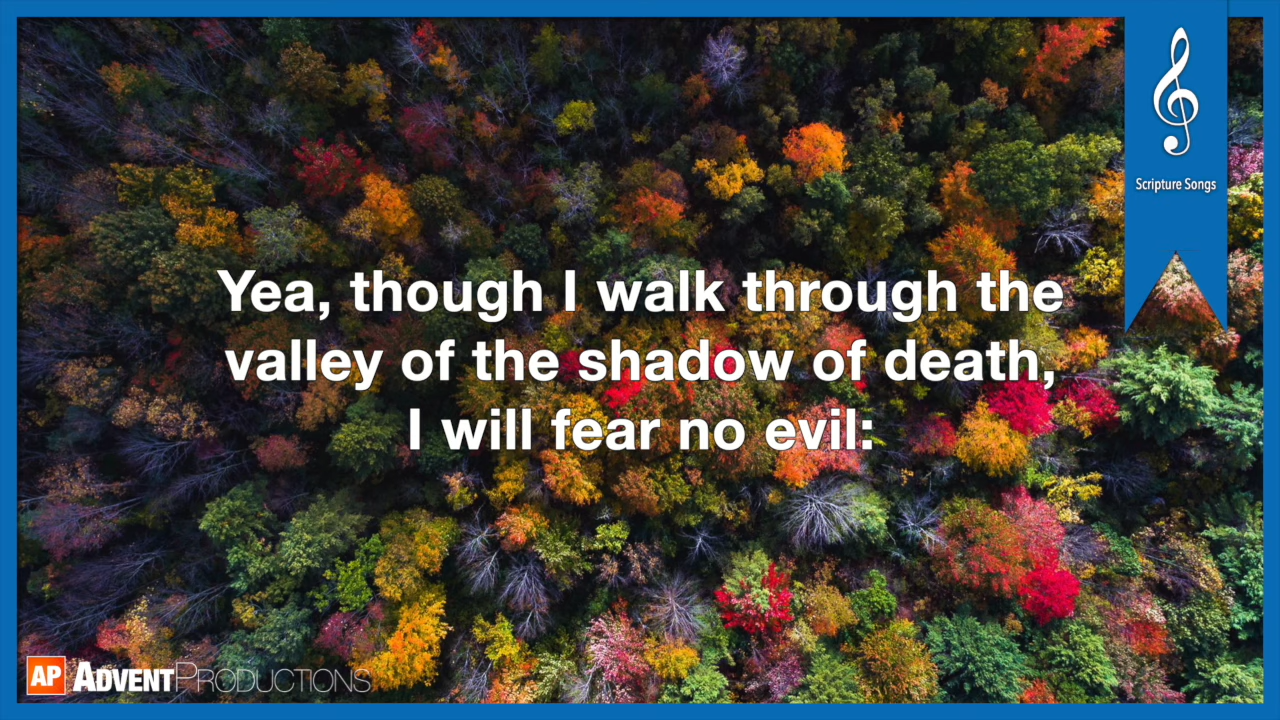 Scripture Songs
Yea, though I walk through the
valley of the shadow of death,
I will fear no evil:
AP ADVENTPRODUCTIONS